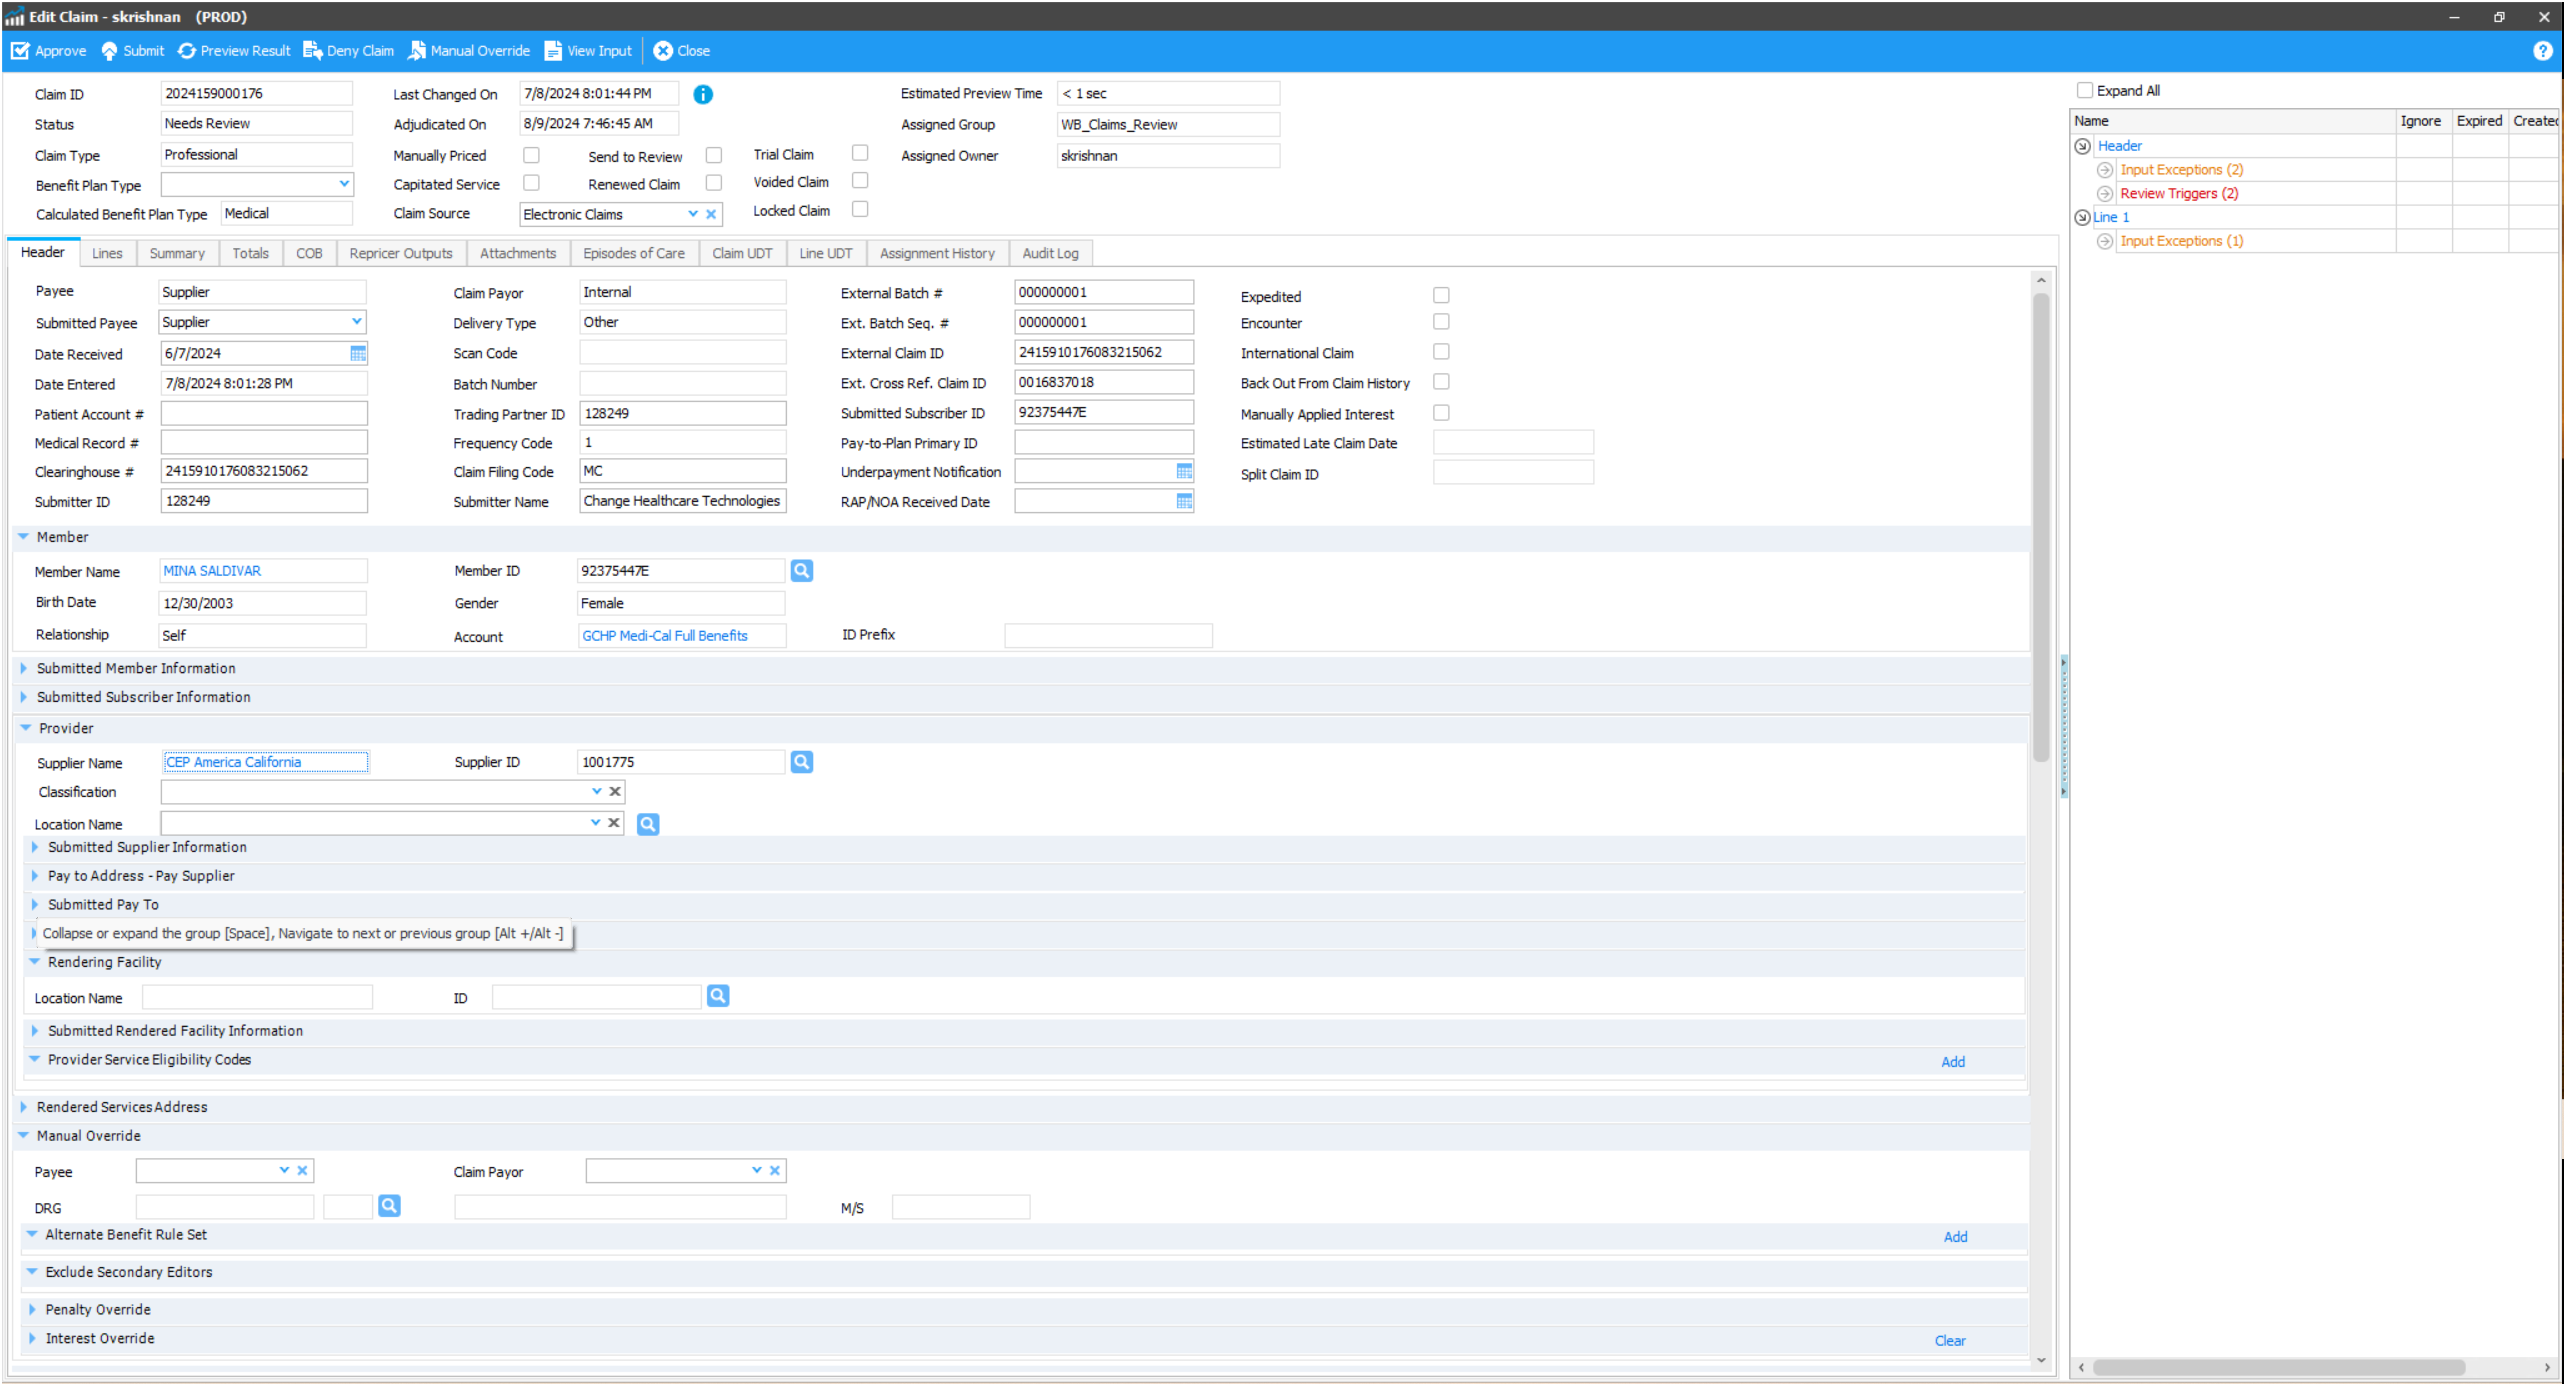 Edit Claim - skrishnan (PROD)
Approve Submit Preview Result Deny Claim Manual Override View Input Close
Claim ID 2024159000176 Last Changed On 7/8/2024 8:01:44 PM Estimated Preview Time < 1 sec
Status Needs Review Adjudicated On 8/9/2024 7:46:45 AM Assigned Group WB_Claims_Review
Claim Type Professional Manually Priced Send to Review Trial Claim Assigned Owner skrishnan
Benefit Plan Type Capitated Service Renewed Claim Voided Claim
Calculated Benefit Plan Type Medical Claim Source Electronic Claims Locked Claim
Header Lines Summary Totals COB Repricer Outputs Attachments Episodes of Care Claim UDT Line UDT Assignment History Audit Log
Payee Supplier Claim Payor Internal External Batch # 000000001 Expedited
Submitted Payee Supplier Delivery Type Other Ext. Batch Seq. # 000000001 Encounter
Date Received 6/7/2024 Scan Code External Claim ID 2415910176083215062 International Claim
Date Entered 7/8/2024 8:01:28 PM Batch Number Ext. Cross Ref. Claim ID 0016837018 Back Out From Claim History
Patient Account # Trading Partner ID 128249 Submitted Subscriber ID 92375447E Manually Applied Interest
Medical Record # Frequency Code 1 Pay-to-Plan Primary ID Estimated Late Claim Date
Clearinghouse # 2415910176083215062 Claim Filing Code MC Underpayment Notification Split Claim ID
Submitter ID 128249 Submitter Name Change Healthcare Technologies RAP/NOA Received Date
Member
Member Name MINA SALDIVAR Member ID 92375447E
Birth Date 12/30/2003 Gender Female
Relationship Self Account GCHP Medi-Cal Full Benefits ID Prefix
Submitted Member Information
Submitted Subscriber Information
Provider
Supplier Name CEP America California Supplier ID 1001775
Classification
Location Name
Submitted Supplier Information
Pay to Address - Pay Supplier
Submitted Pay To
Collapse or expand the group [Space], Navigate to next or previous group [Alt +/Alt -]
Rendering Facility
Location Name ID
Submitted Rendered Facility Information
Provider Service Eligibility Codes Add
Rendered Services Address
Manual Override
Payee Claim Payor
DRG M/S
Alternate Benefit Rule Set Add
Exclude Secondary Editors
Penalty Override
Interest Override Clear
Expand All
Name Ignore Expired Created
Header
Input Exceptions (2)
Review Triggers (2)
Line 1
Input Exceptions (1)